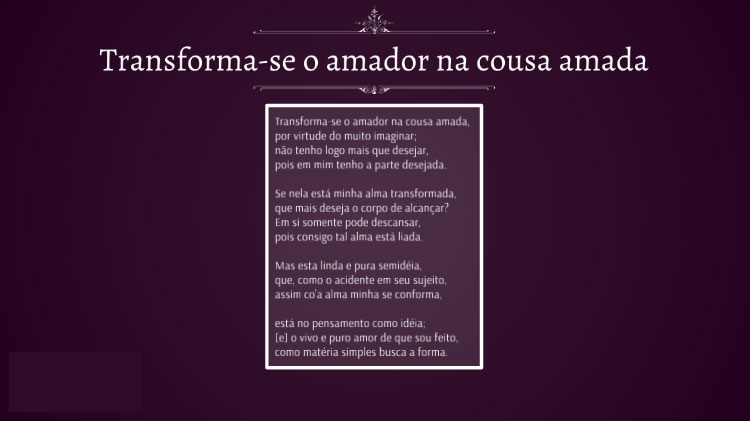 Transforma-se o amador na cousa amada
Transforma-se o amador na cousa amada,
por virtude do muito imaginar;
não tenho logo mais que desejar,
pois em mim tenho a parte desejada.
Se nela está minha alma transformada,
que mais deseja o corpo de alcançar?
Em si somente pode descansar,
pois consigo tal alma está liada.
Mas esta linda e pura semidéia,
que, como o acidente em seu sujeito,
assim co'a alma minha se conforma,
está no pensamento como idéia;
[e] o vivo e puro amor de que sou feito,
como matéria simples busca a forma.